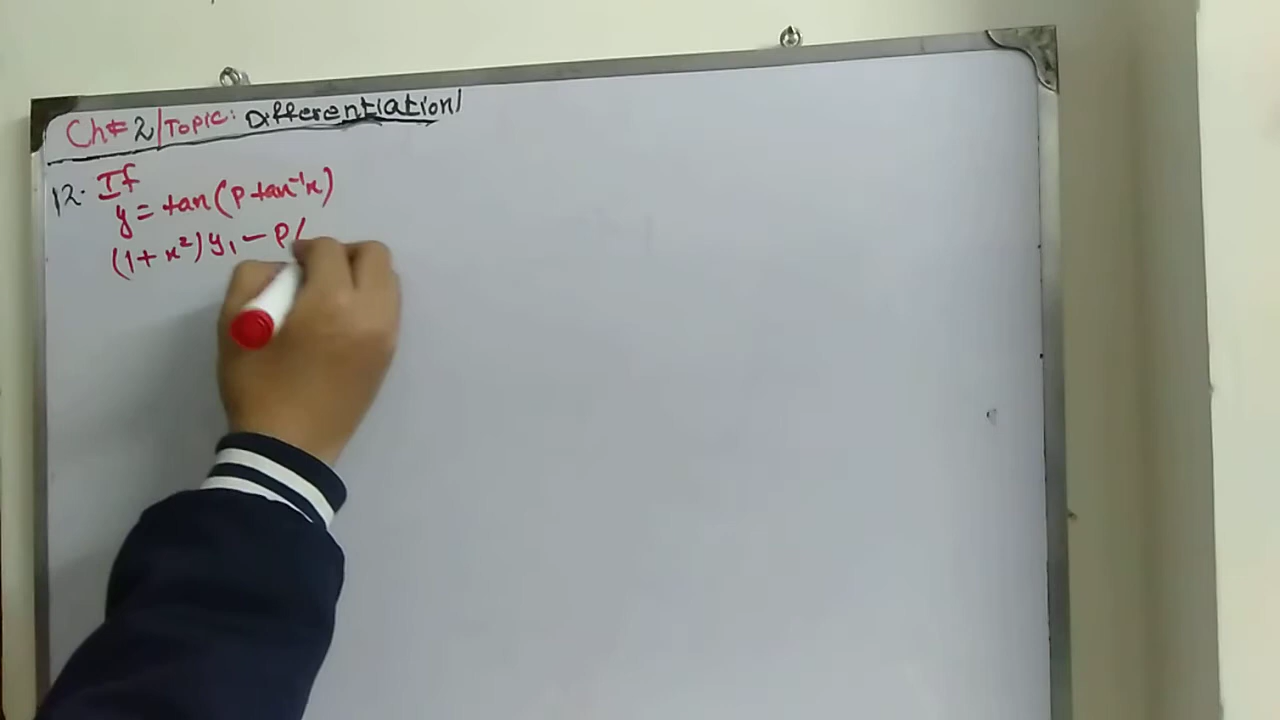 Ch#2/Topic: Differentiation/
12. If
y = tan(P tan⁻¹x)
(1+x²)y₁ - P(